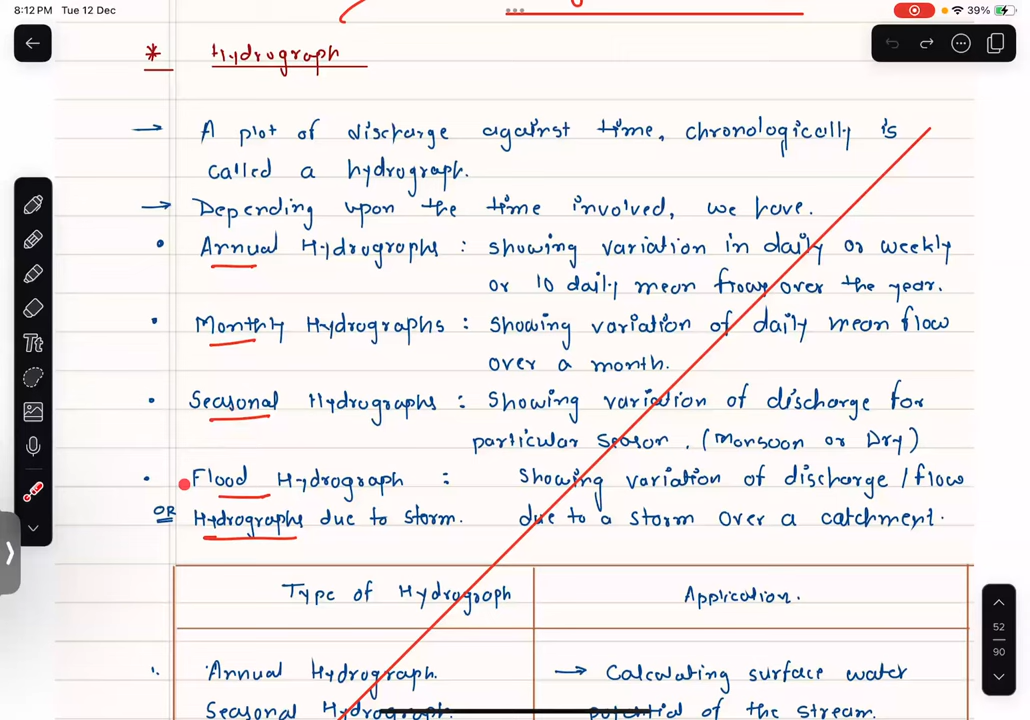 8:12 PM Tue 12 Dec
39%
* Hydrograph
→ A plot of discharge against time, chronologically is
called a hydrograph.
→ Depending upon the time involved, we have.
• Annual Hydrographs : showing variation in daily or weekly
or 10 daily mean flows over the year.
• Monthly Hydrographs : showing variation of daily mean flow
over a month.
• Seasonal Hydrographs : showing variation of discharge for
particular season. (Monsoon or Dry)
• Flood Hydrograph : showing variation of discharge / flow
OR Hydrographs due to storm. due to a storm over a catchment.
Type of Hydrograph Application.
1. Annual Hydrograph. → Calculating surface water
Seasonal Hydrograph. potential of the stream.
Tt
52
90